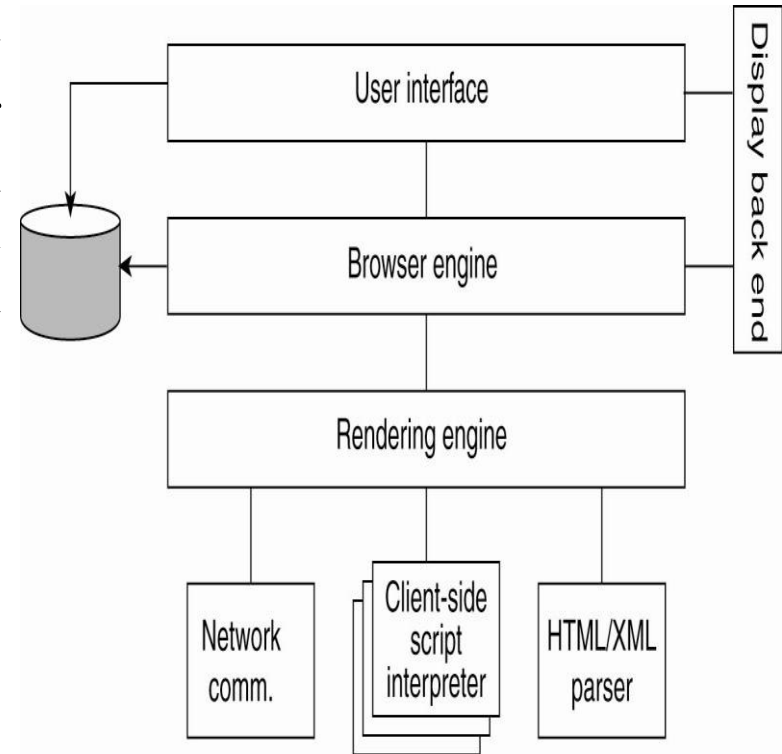 User interface
Display back end
Browser engine
Rendering engine
Network
comm.
Client-side
script
interpreter
HTML/XML
parser